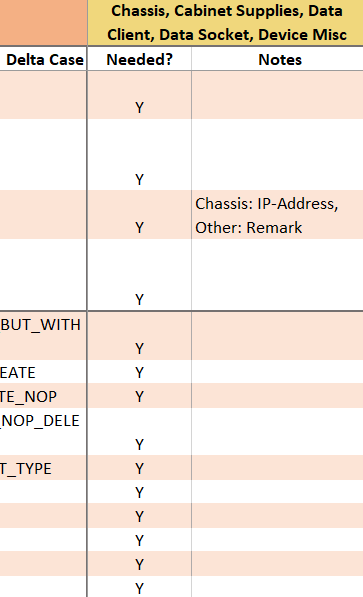 Chassis, Cabinet Supplies, Data
Client, Data Socket, Device Misc
Delta Case Needed? Notes
Y
Y
Chassis: IP-Address,
Y Other: Remark
Y
BUT_WITH
Y
EATE Y
TE_NOP Y
_NOP_DELE
Y
T_TYPE Y
Y
Y
Y
Y
Y